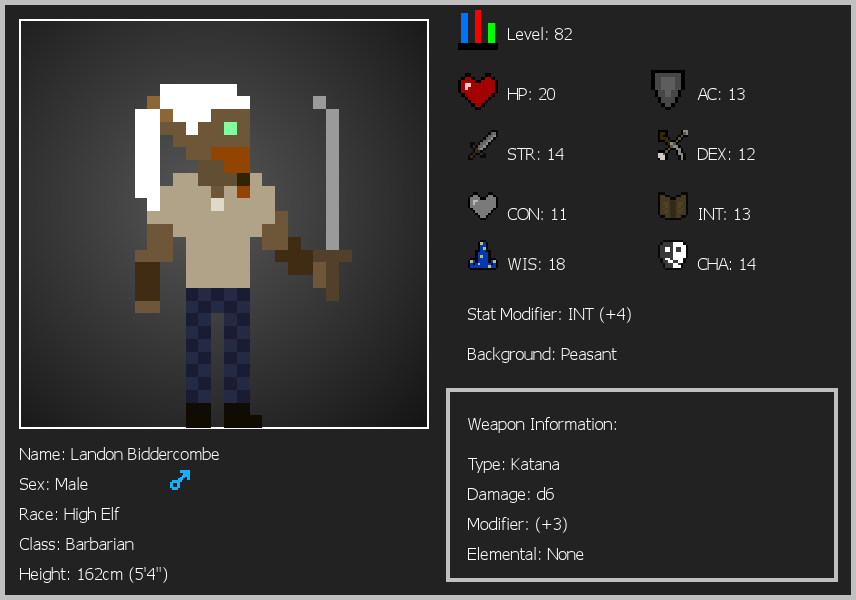 Level: 82
HP: 20
AC: 13
STR: 14
DEX: 12
CON: 11
INT: 13
WIS: 18
CHA: 14
Stat Modifier: INT (+4)
Background: Peasant
Weapon Information:
Type: Katana
Damage: d6
Modifier: (+3)
Elemental: None
Name: Landon Biddercombe
Sex: Male
Race: High Elf
Class: Barbarian
Height: 162cm (5'4")